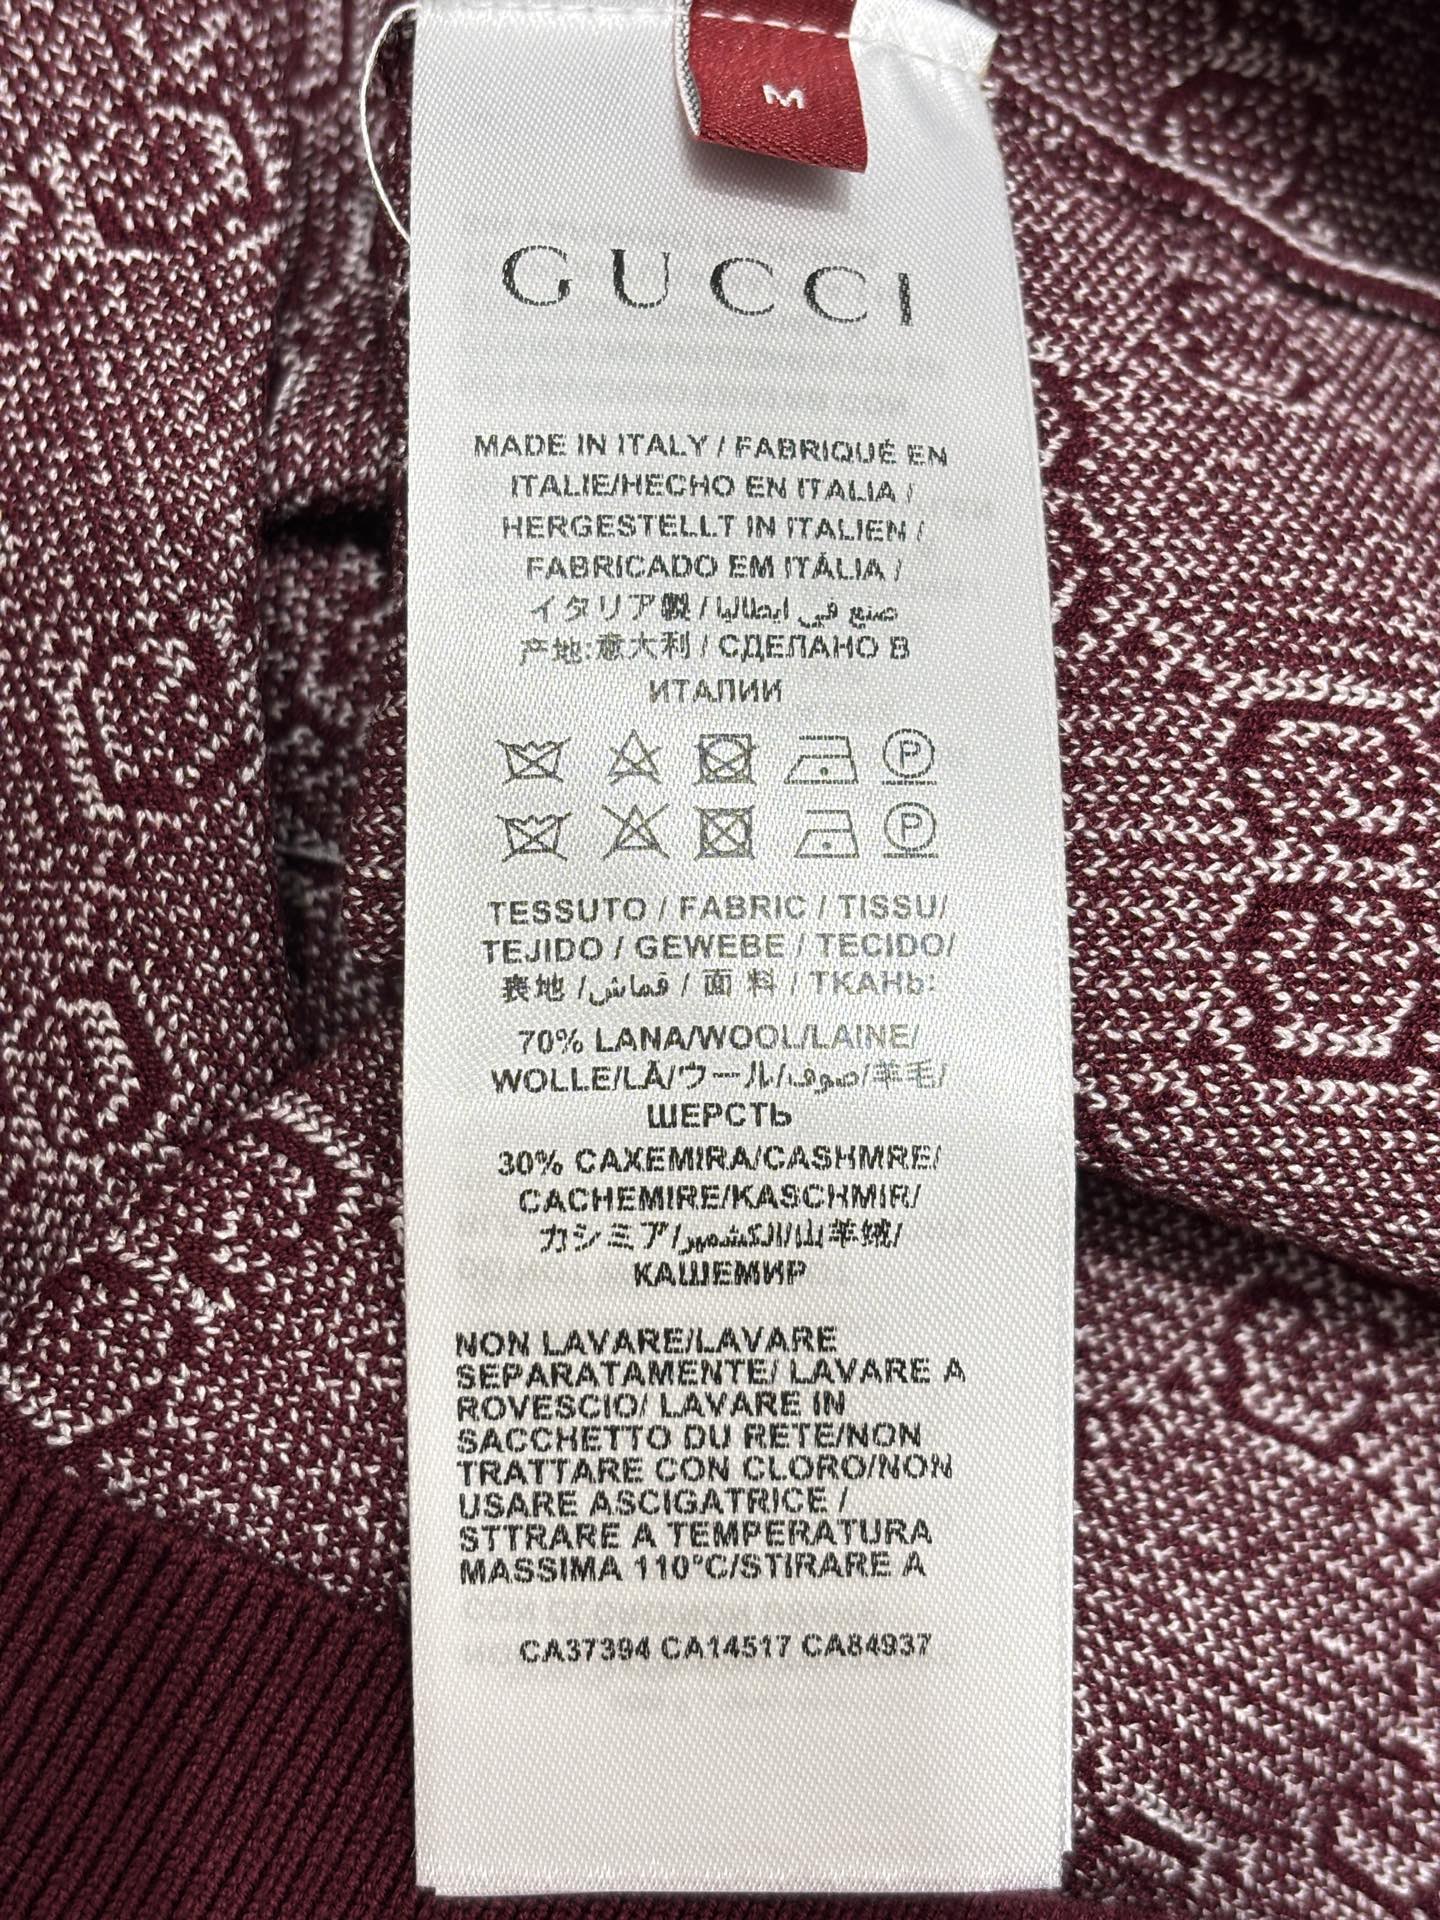 M
GUCCI
MADE IN ITALY / FABRIQUÉ EN
ITALIE/HECHO EN ITALIA /
HERGESTELLT IN ITALIEN /
FABRICADO EM ITÁLIA /
イタリア製 / صنع في ايطاليا
产地:意大利 / СДЕЛАНО В
ИТАЛИИ
P
P
TESSUTO / FABRIC / TISSU/
TEJIDO / GEWEBE / TECIDO/
表地 / قماش / 面 料 / ТКАНЬ:
70% LANA/WOOL/LAINE/
WOLLE/LÃ/ウール/صوف/羊毛/
ШЕРСТЬ
30% CAXEMIRA/CASHMRE/
CACHEMIRE/KASCHMIR/
カシミア/الكشمير/山羊绒/
КАШЕМИР
NON LAVARE/LAVARE
SEPARATAMENTE/ LAVARE A
ROVESCIO/ LAVARE IN
SACCHETTO DU RETE/NON
TRATTARE CON CLORO/NON
USARE ASCIGATRICE /
STTRARE A TEMPERATURA
MASSIMA 110°C/STIRARE A
CA37394 CA14517 CA84937